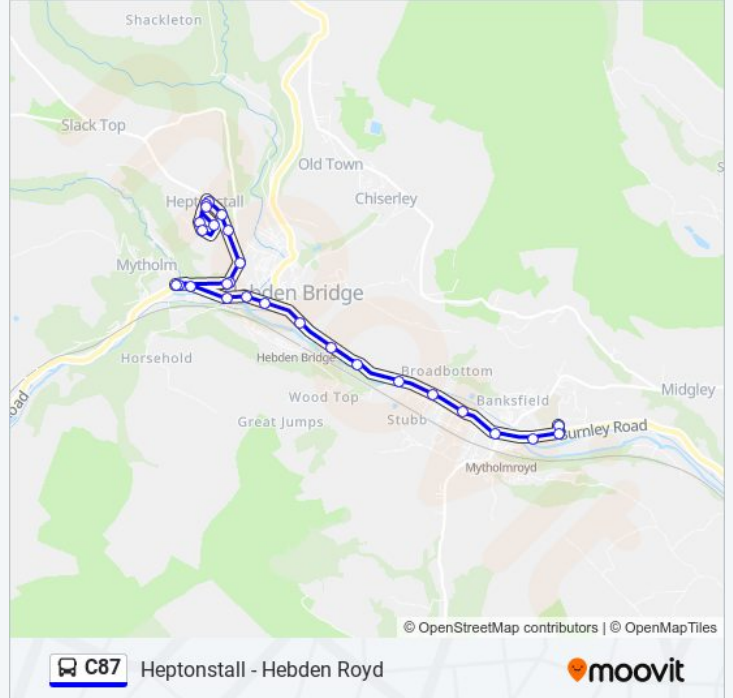 Shackleton
Slack Top
Old Town
Heptonstall
Chiserley
Mytholm
Hebden Bridge
Horsehold
Hebden Bridge
Broadbottom
Wood Top
Banksfield
Midgley
Great Jumps
Stubb
Burnley Road
Mytholmroyd
oad
S
© OpenStreetMap contributors | © OpenMapTiles
C87 Heptonstall - Hebden Royd
moovit